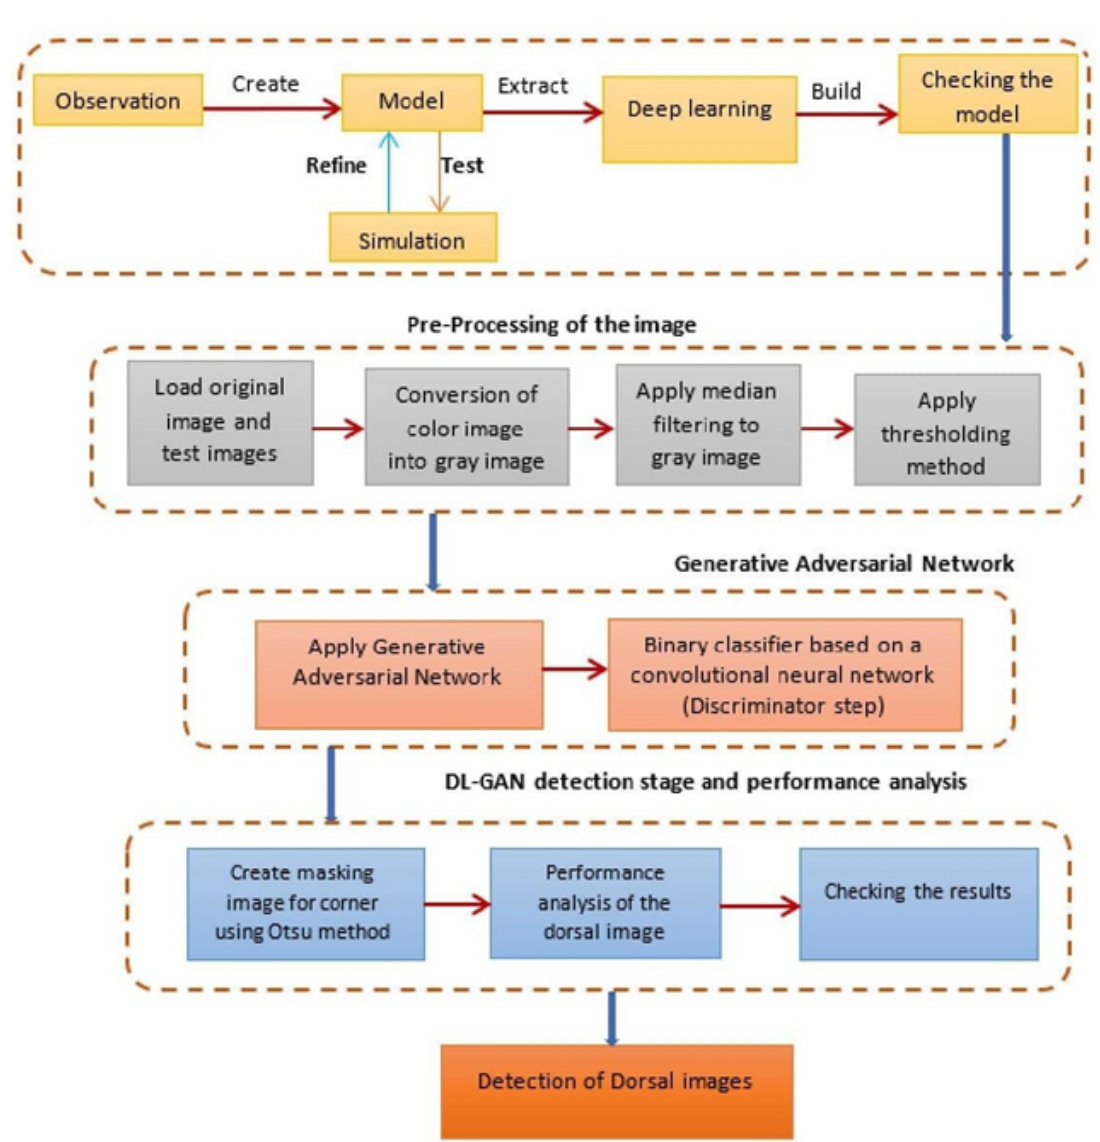 Observation
Create
Model
Extract
Deep learning
Build
Checking the
model
Refine
Test
Simulation
Pre-Processing of the image
Load original
image and
test images
Conversion of
color image
into gray image
Apply median
filtering to
gray image
Apply
thresholding
method
Generative Adversarial Network
Apply Generative
Adversarial Network
Binary classifier based on a
convolutional neural network
(Discriminator step)
DL-GAN detection stage and performance analysis
Create masking
image for corner
using Otsu method
Performance
analysis of the
dorsal image
Checking the results
Detection of Dorsal images